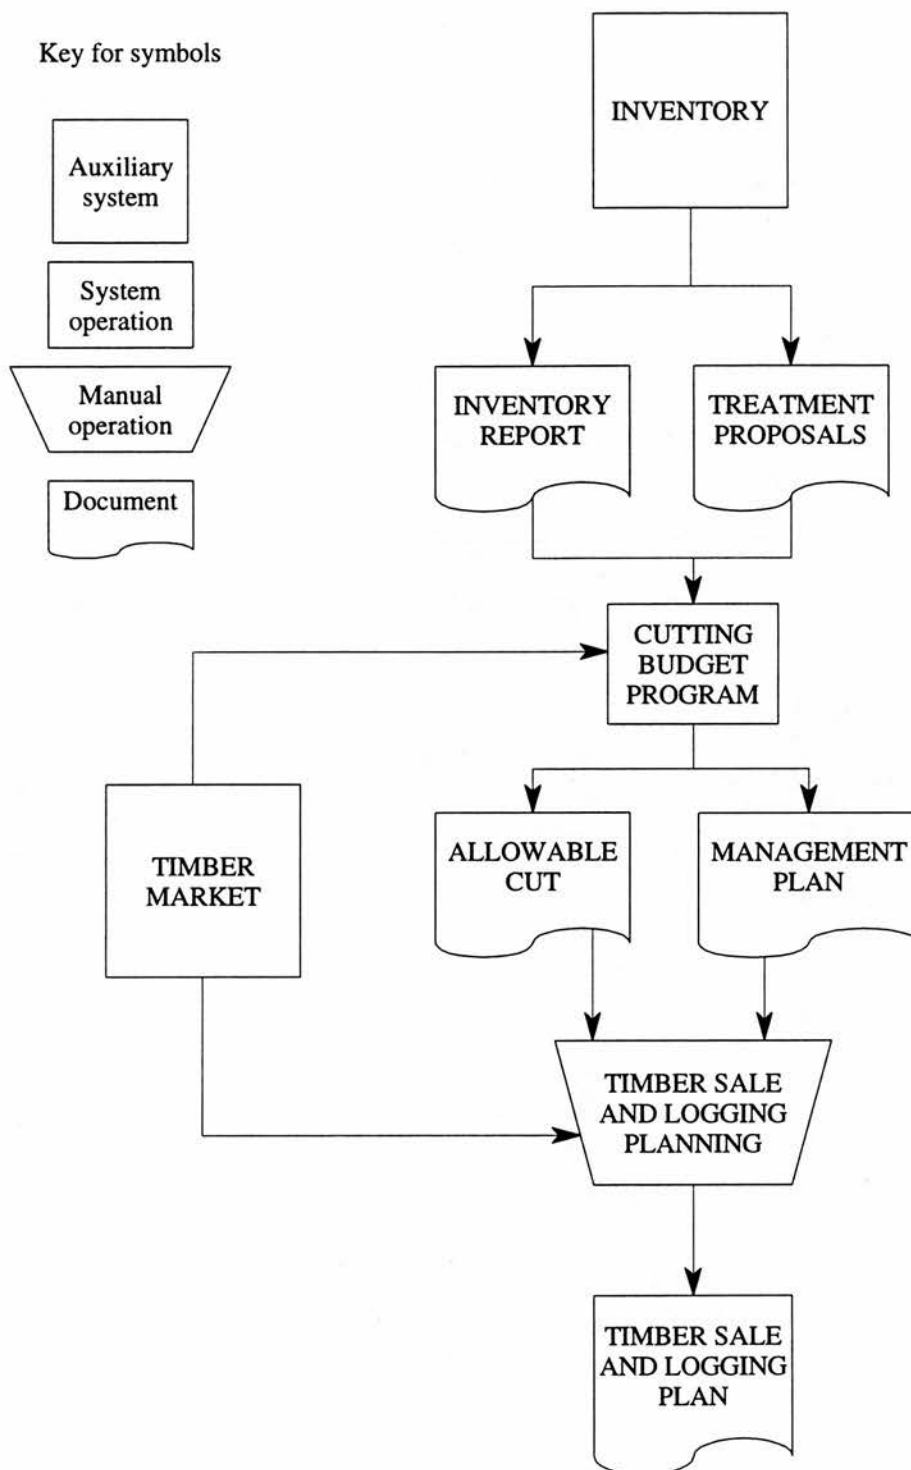 Key for symbols
Auxiliary
system
System
operation
Manual
operation
Document
INVENTORY
INVENTORY
REPORT
TREATMENT
PROPOSALS
CUTTING
BUDGET
PROGRAM
TIMBER
MARKET
ALLOWABLE
CUT
MANAGEMENT
PLAN
TIMBER SALE
AND LOGGING
PLANNING
TIMBER SALE
AND LOGGING
PLAN